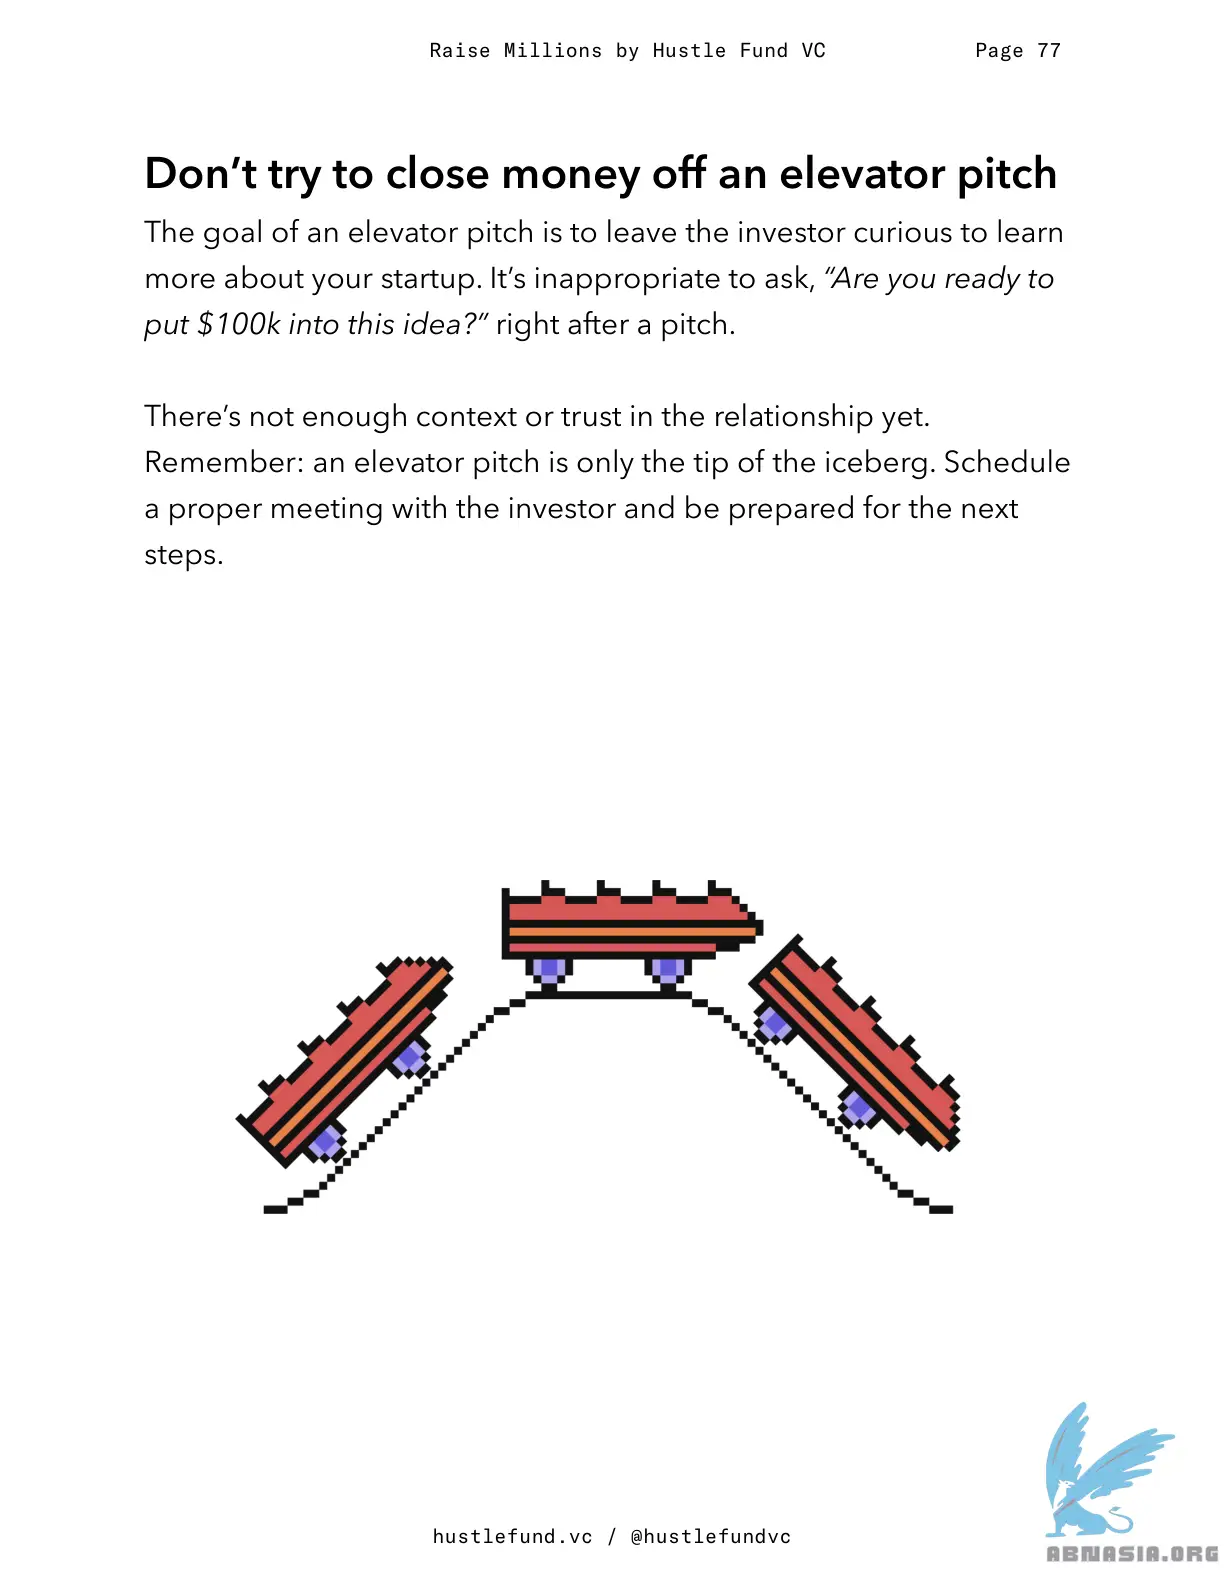 Raise Millions by Hustle Fund VC Page 77
Don’t try to close money off an elevator pitch
The goal of an elevator pitch is to leave the investor curious to learn
more about your startup. It’s inappropriate to ask, “Are you ready to
put $100k into this idea?” right after a pitch.
There’s not enough context or trust in the relationship yet.
Remember: an elevator pitch is only the tip of the iceberg. Schedule
a proper meeting with the investor and be prepared for the next
steps.
hustlefund.vc / @hustlefundvc
ABNASIA.ORG